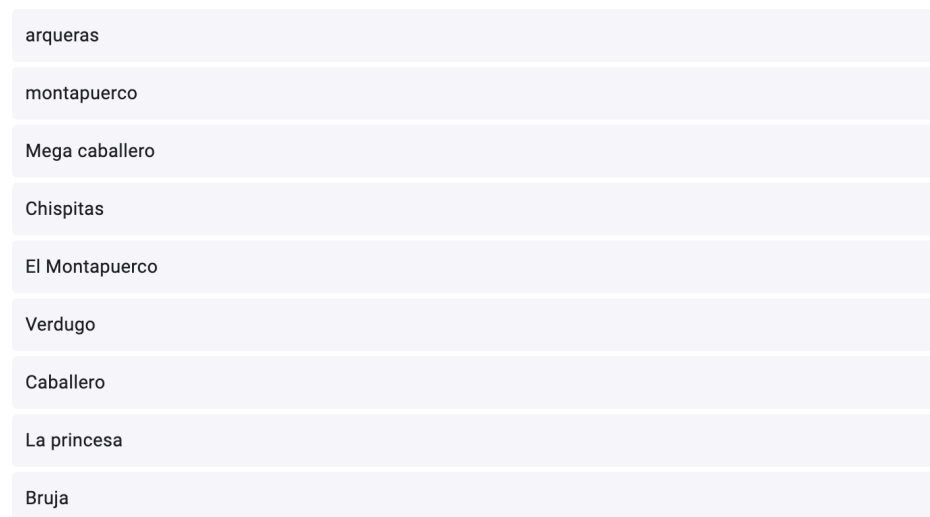 arqueras
montapuerco
Mega caballero
Chispitas
El Montapuerco
Verdugo
Caballero
La princesa
Bruja